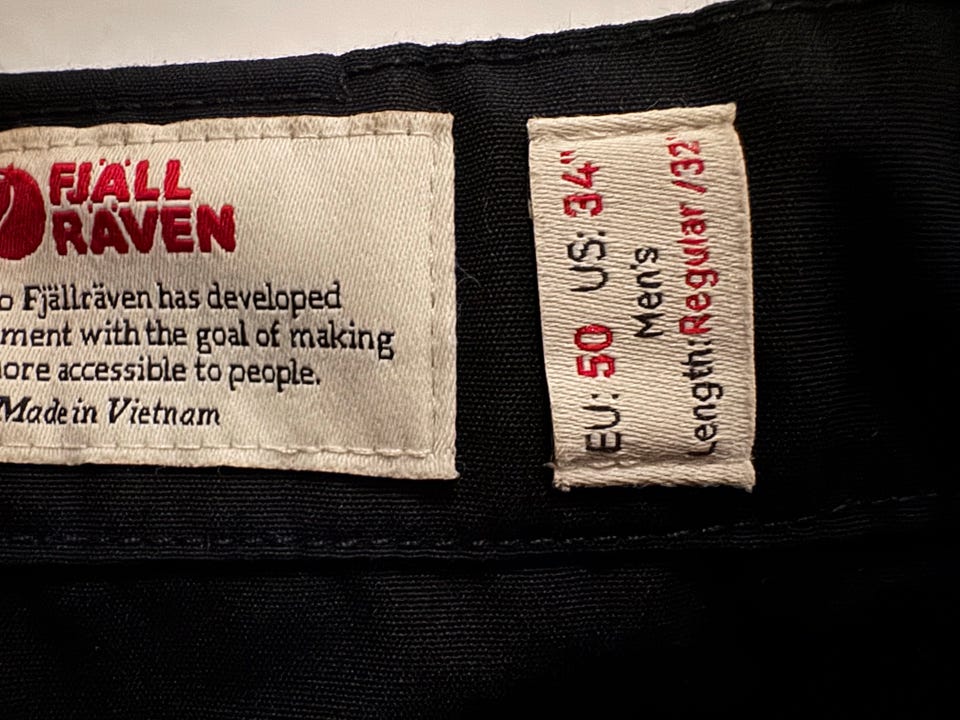 FJÄLL
RÄVEN
Fjällräven has developed
with the goal of making
accessible to people.
Made in Vietnam
EU: 50 US: 34"
Men's
Length: Regular /32"